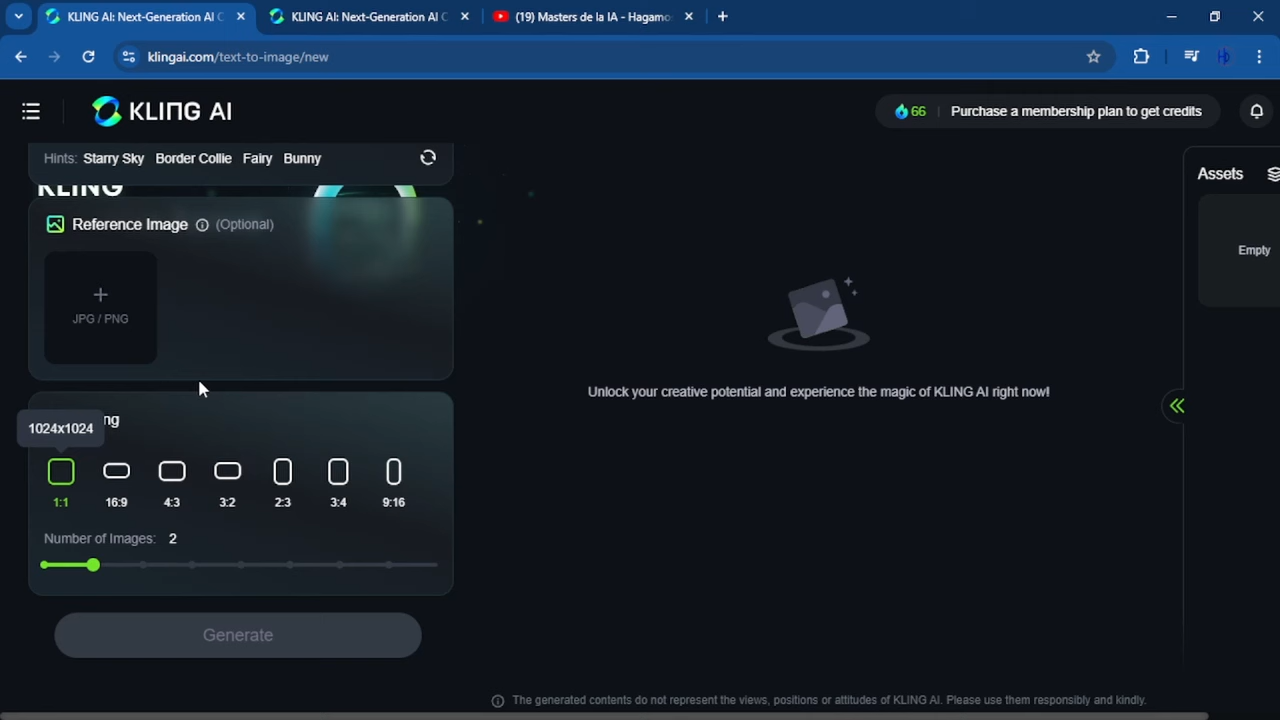 KLING AI: Next-Generation AI C
KLING AI: Next-Generation AI C
(19) Masters de la IA - Hagamo
klingai.com/text-to-image/new
KLING AI
66
Purchase a membership plan to get credits
Hints: Starry Sky Border Collie Fairy Bunny
KLING
Reference Image (Optional)
JPG / PNG
1024x1024
ng
1:1 16:9 4:3 3:2 2:3 3:4 9:16
Number of Images: 2
Generate
Unlock your creative potential and experience the magic of KLING AI right now!
Assets
Empty
The generated contents do not represent the views, positions or attitudes of KLING AI. Please use them responsibly and kindly.